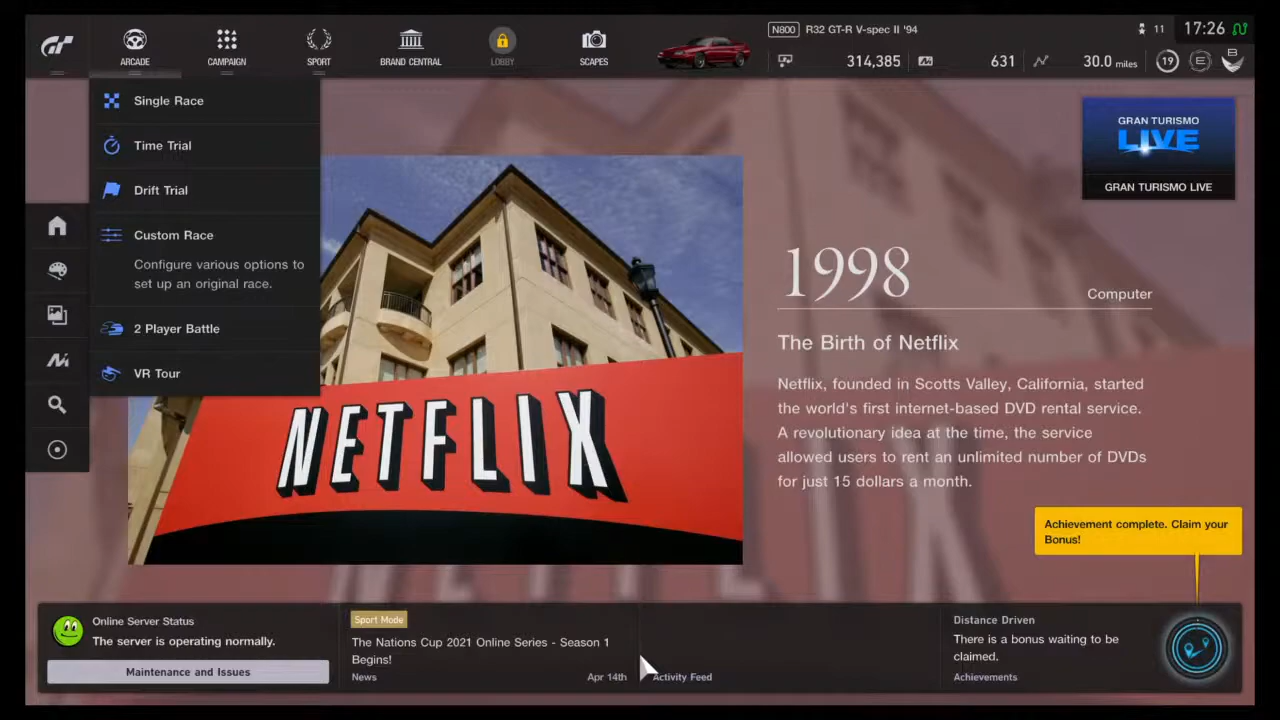 ARCADE
CAMPAIGN
SPORT
BRAND CENTRAL
LOBBY
SCAPES
N800 R32 GT-R V-spec II '94
11
17:26
314,385
631
30.0 miles
19
E
B
Single Race
Time Trial
Drift Trial
Custom Race
Configure various options to
set up an original race.
2 Player Battle
VR Tour
NETFLIX
GRAN TURISMO
LIVE
GRAN TURISMO LIVE
1998
Computer
The Birth of Netflix
Netflix, founded in Scotts Valley, California, started
the world's first internet-based DVD rental service.
A revolutionary idea at the time, the service
allowed users to rent an unlimited number of DVDs
for just 15 dollars a month.
Achievement complete. Claim your
Bonus!
Online Server Status
The server is operating normally.
Maintenance and Issues
Sport Mode
The Nations Cup 2021 Online Series - Season 1
Begins!
News
Apr 14th
Activity Feed
Distance Driven
There is a bonus waiting to be
claimed.
Achievements